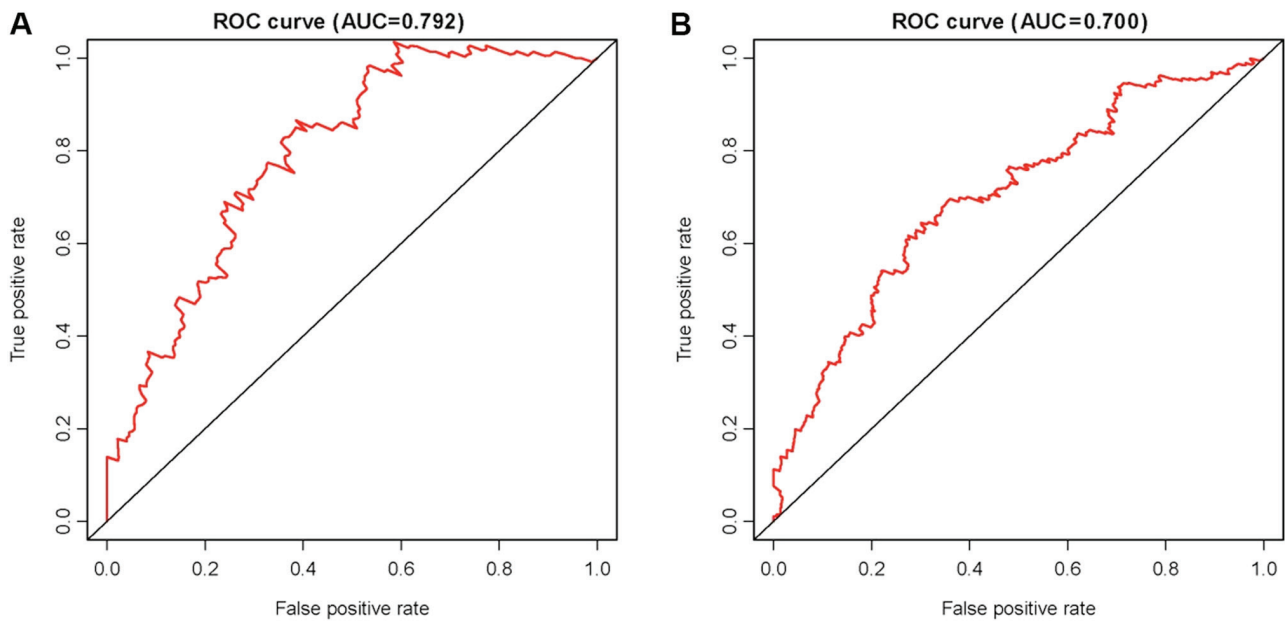 A
ROC curve (AUC=0.792)
1.0
0.8
0.6
0.4
0.2
0.0
True positive rate
0.0 0.2 0.4 0.6 0.8 1.0
False positive rate
B
ROC curve (AUC=0.700)
1.0
0.8
0.6
0.4
0.2
0.0
True positive rate
0.0 0.2 0.4 0.6 0.8 1.0
False positive rate